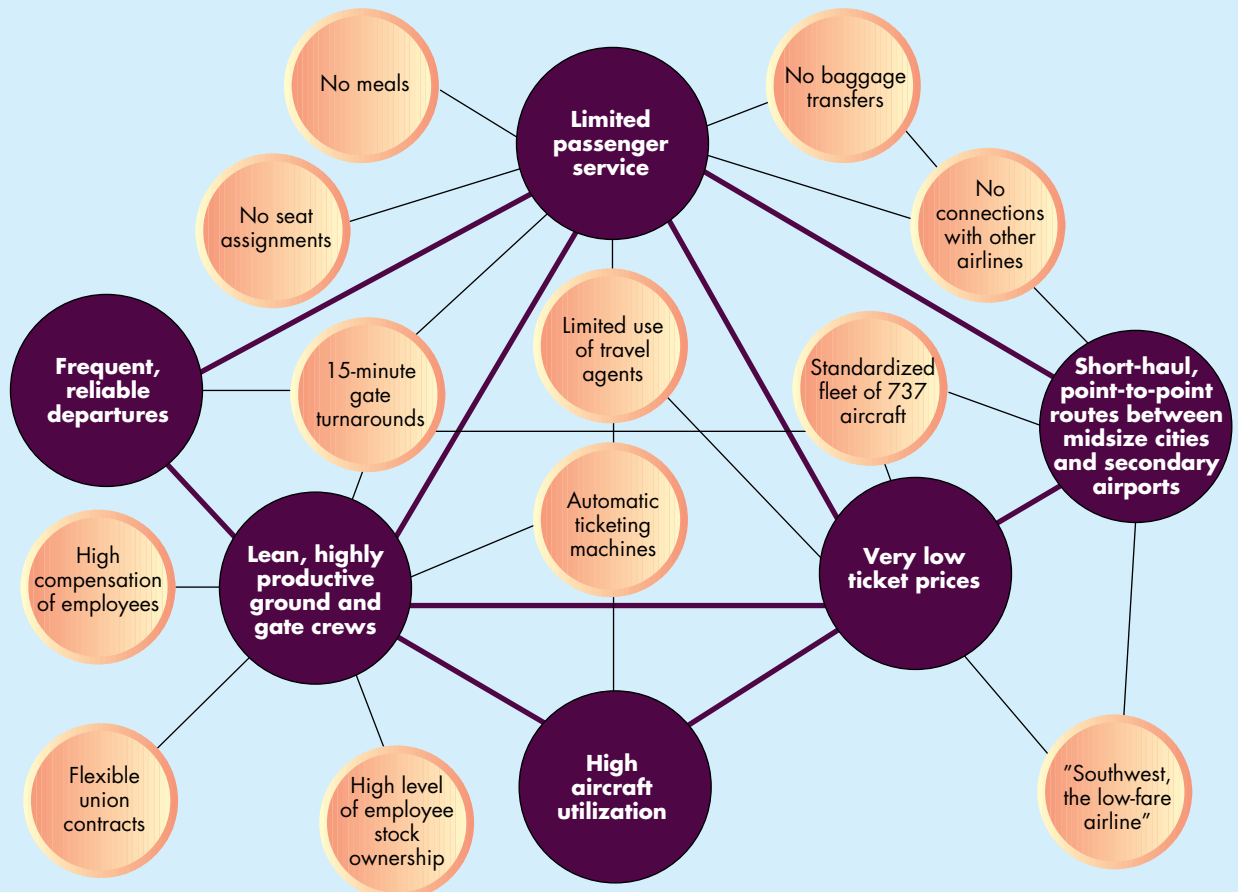 No meals
Limited
passenger
service
No baggage
transfers
No seat
assignments
No
connections
with other
airlines
Frequent,
reliable
departures
15-minute
gate
turnarounds
Limited use
of travel
agents
Standardized
fleet of 737
aircraft
Short-haul,
point-to-point
routes between
midsize cities
and secondary
airports
High
compensation
of employees
Lean, highly
productive
ground and
gate crews
Automatic
ticketing
machines
Very low
ticket prices
Flexible
union
contracts
High level
of employee
stock
ownership
High
aircraft
utilization
"Southwest,
the low-fare
airline"